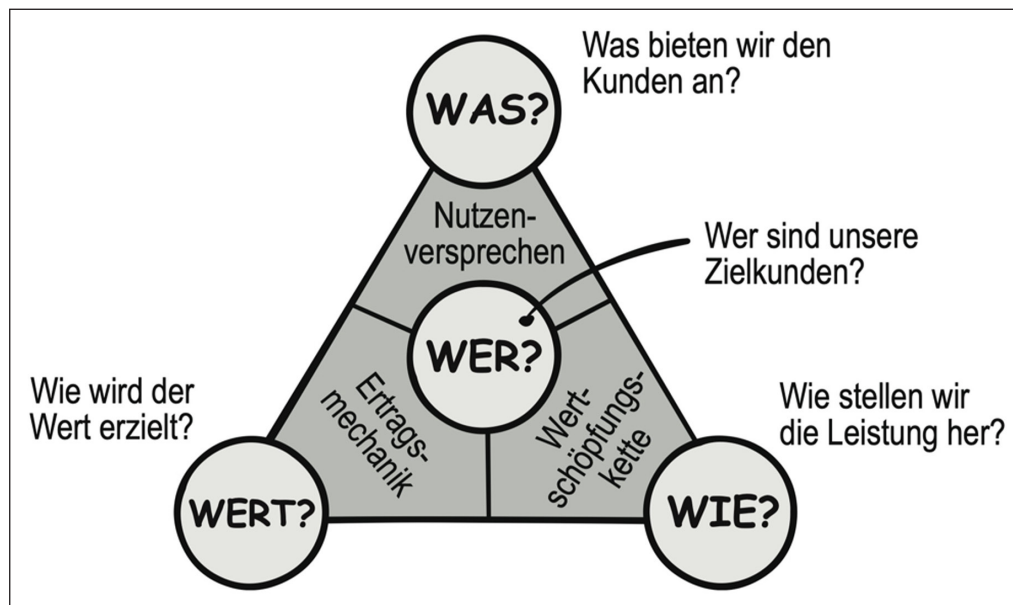 WAS?
Was bieten wir den
Kunden an?
Nutzen-
versprechen
Wer sind unsere
Zielkunden?
WER?
Wie wird der
Wert erzielt?
Ertrags-
mechanik
Wert-
schöpfungs-
kette
Wie stellen wir
die Leistung her?
WERT?
WIE?